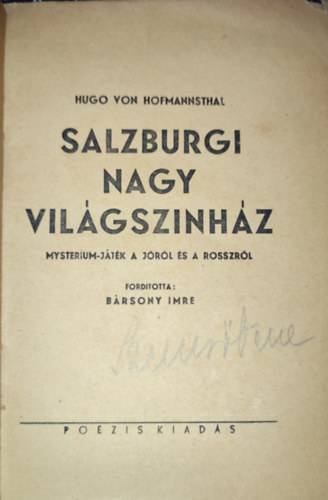 HUGO VON HOFMANNSTHAL
SALZBURGI
NAGY
VILÁGSZINHÁZ
MYSTERIUM-JÁTÉK A JÓRÓL ÉS A ROSSZRÓL
FORDITOTTA:
BÁRSONY IMRE
POÉZIS KIADÁS